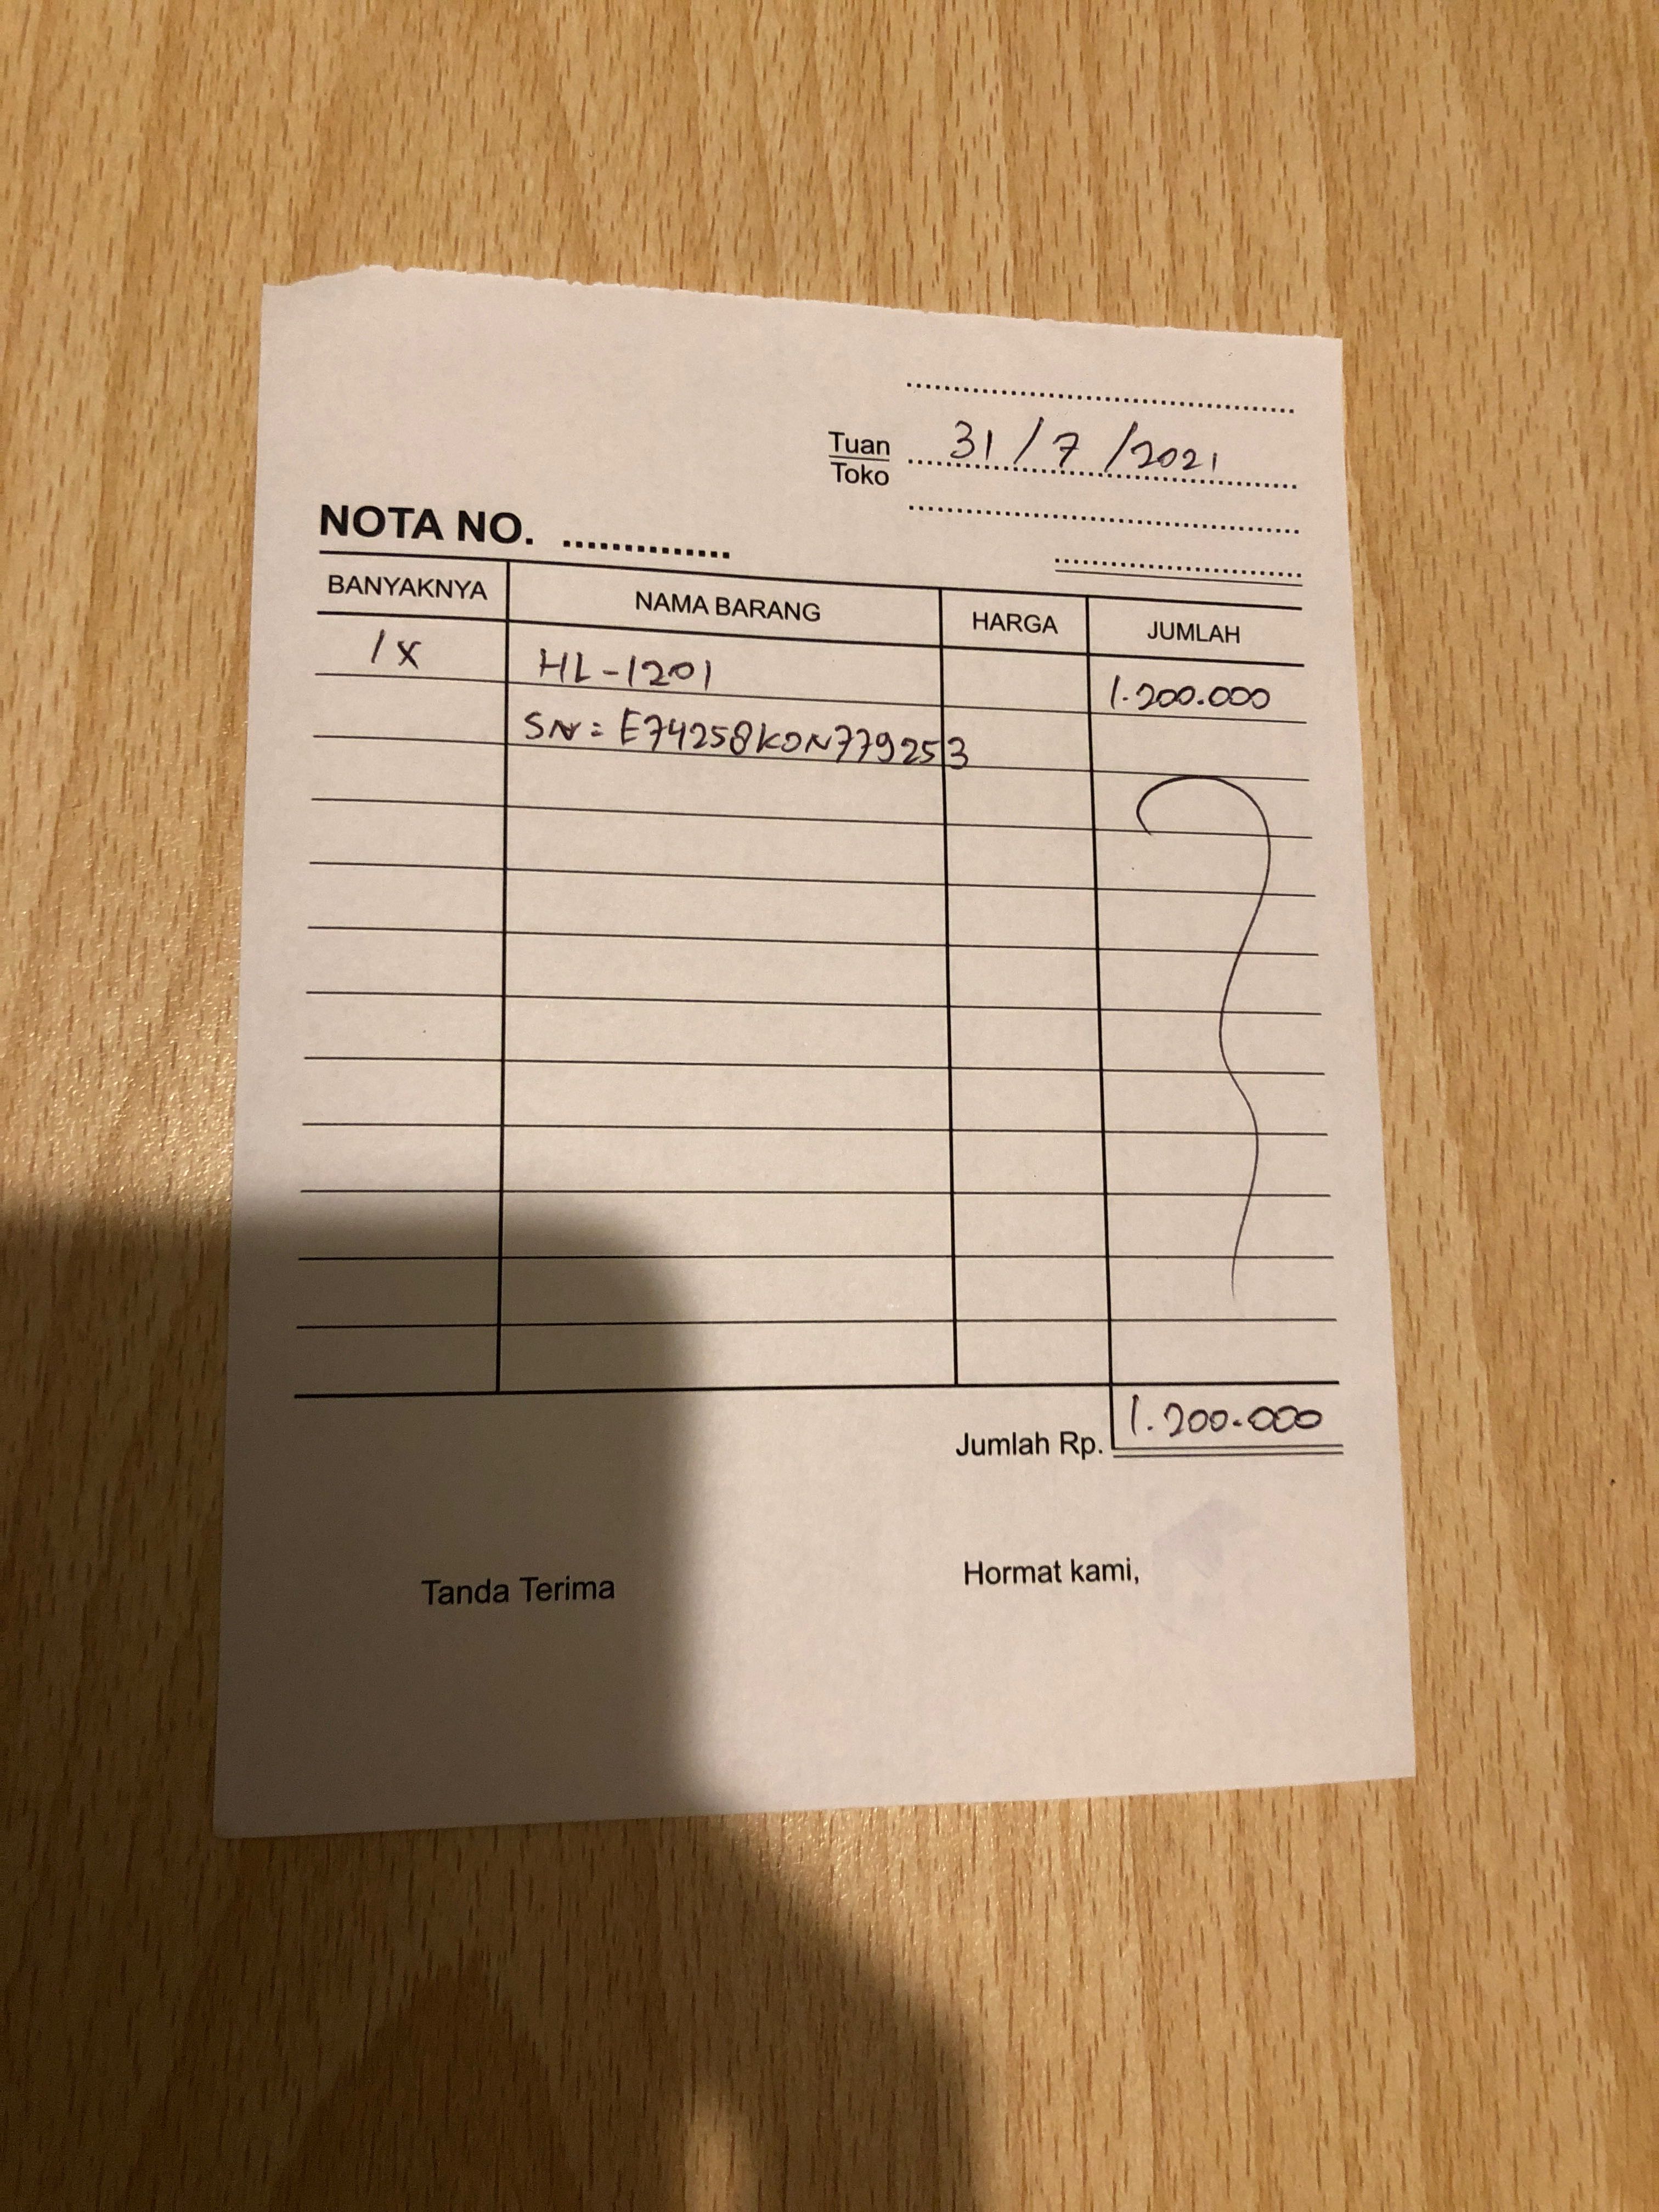 Tuan 31/7/2021
Toko
NOTA NO. ..............
BANYAKNYA NAMA BARANG HARGA JUMLAH
1X HL-1201 1.200.000
SN= E74258K0N779253
Jumlah Rp. 1.200.000
Tanda Terima Hormat kami,